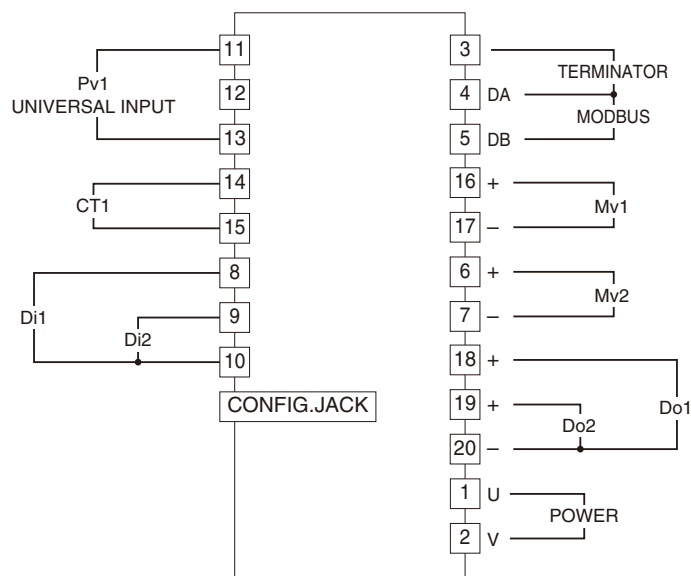 11
Pv1
UNIVERSAL INPUT
12
13
14
CT1
15
8
Di1
9
Di2
10
CONFIG.JACK
3
TERMINATOR
4 DA
MODBUS
5 DB
16 +
Mv1
17 –
6 +
Mv2
7 –
18 +
Do1
19 +
Do2
20 –
1 U
POWER
2 V